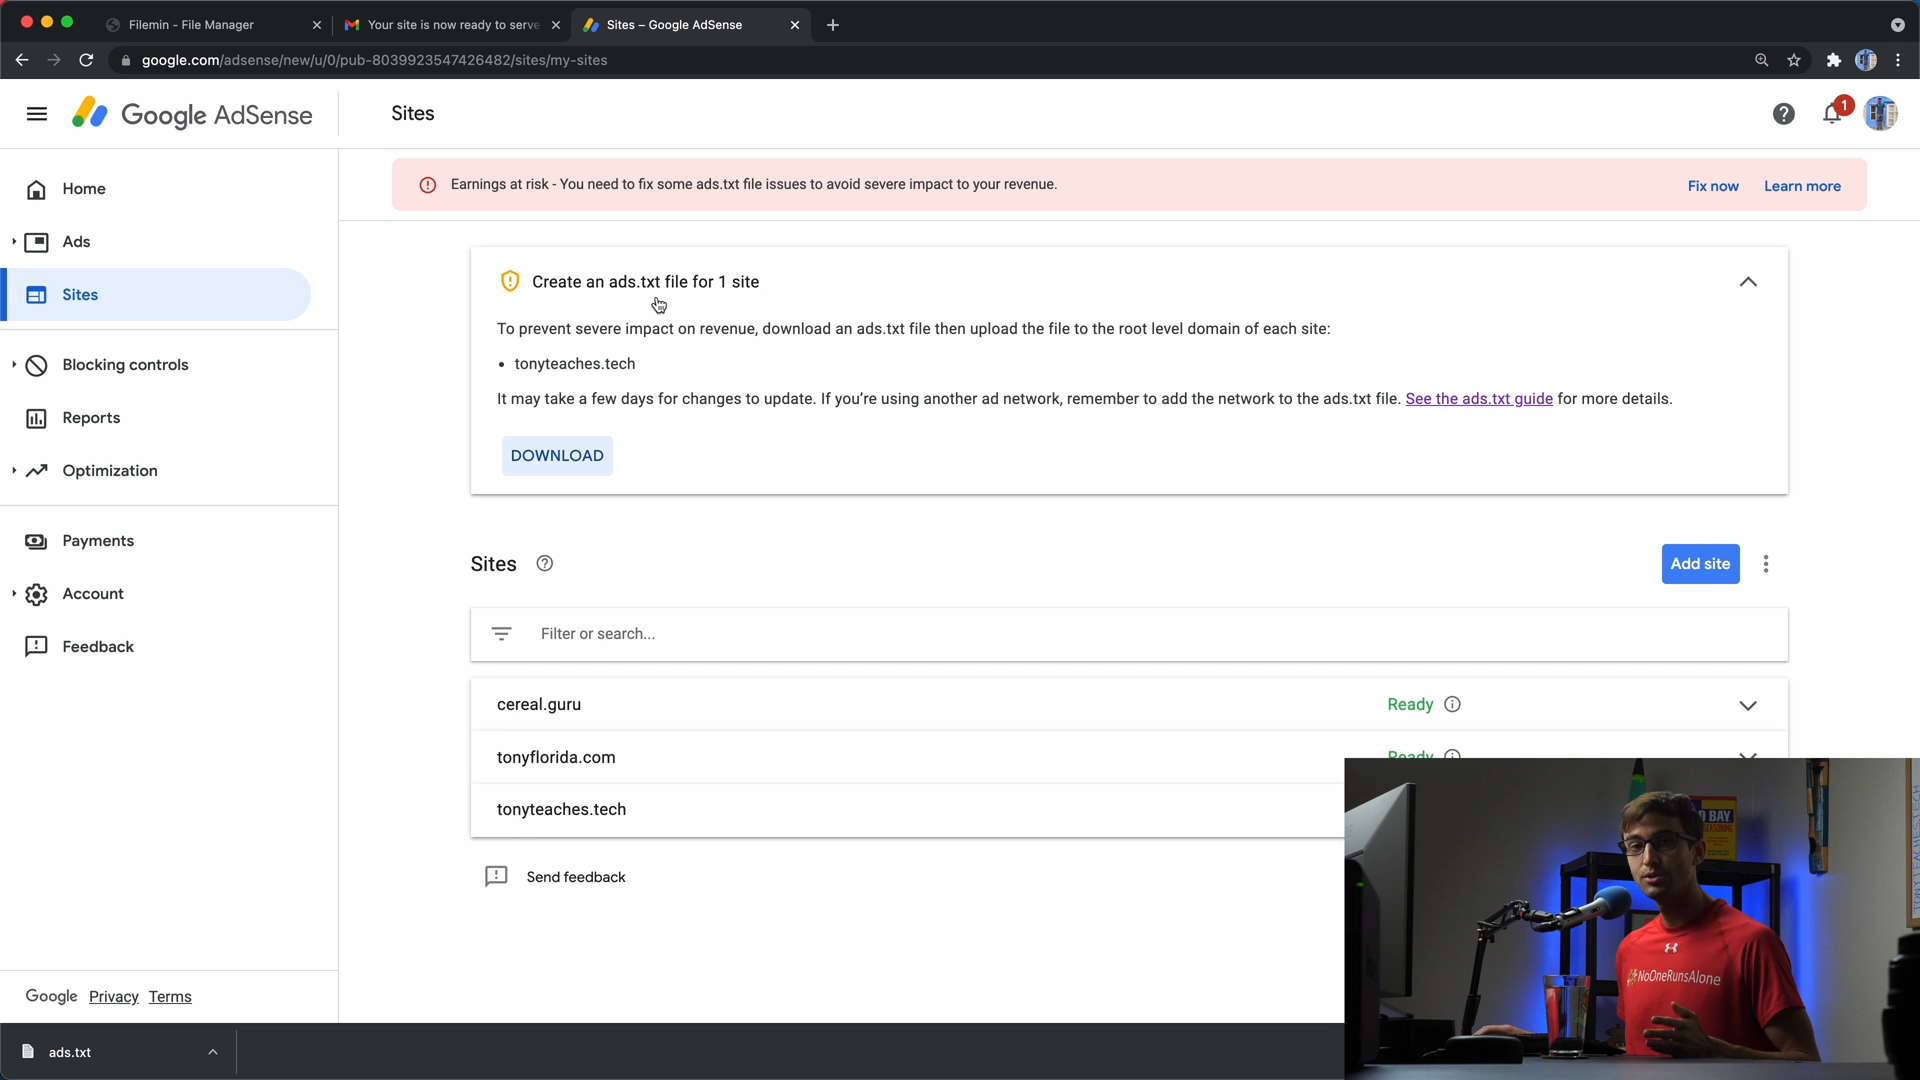 Filemin - File Manager
Your site is now ready to serve
Sites – Google AdSense
google.com/adsense/new/u/0/pub-8039923547426482/sites/my-sites
Google AdSense
Sites
1
Home
Ads
Sites
Blocking controls
Reports
Optimization
Payments
Account
Feedback
Google Privacy Terms
Earnings at risk - You need to fix some ads.txt file issues to avoid severe impact to your revenue.
Fix now
Learn more
Create an ads.txt file for 1 site
To prevent severe impact on revenue, download an ads.txt file then upload the file to the root level domain of each site:
• tonyteaches.tech
It may take a few days for changes to update. If you're using another ad network, remember to add the network to the ads.txt file. See the ads.txt guide for more details.
DOWNLOAD
Sites
Add site
Filter or search...
cereal.guru
Ready
tonyflorida.com
Ready
tonyteaches.tech
Send feedback
BAY
SEASONING
#NoOneRunsAlone
ads.txt